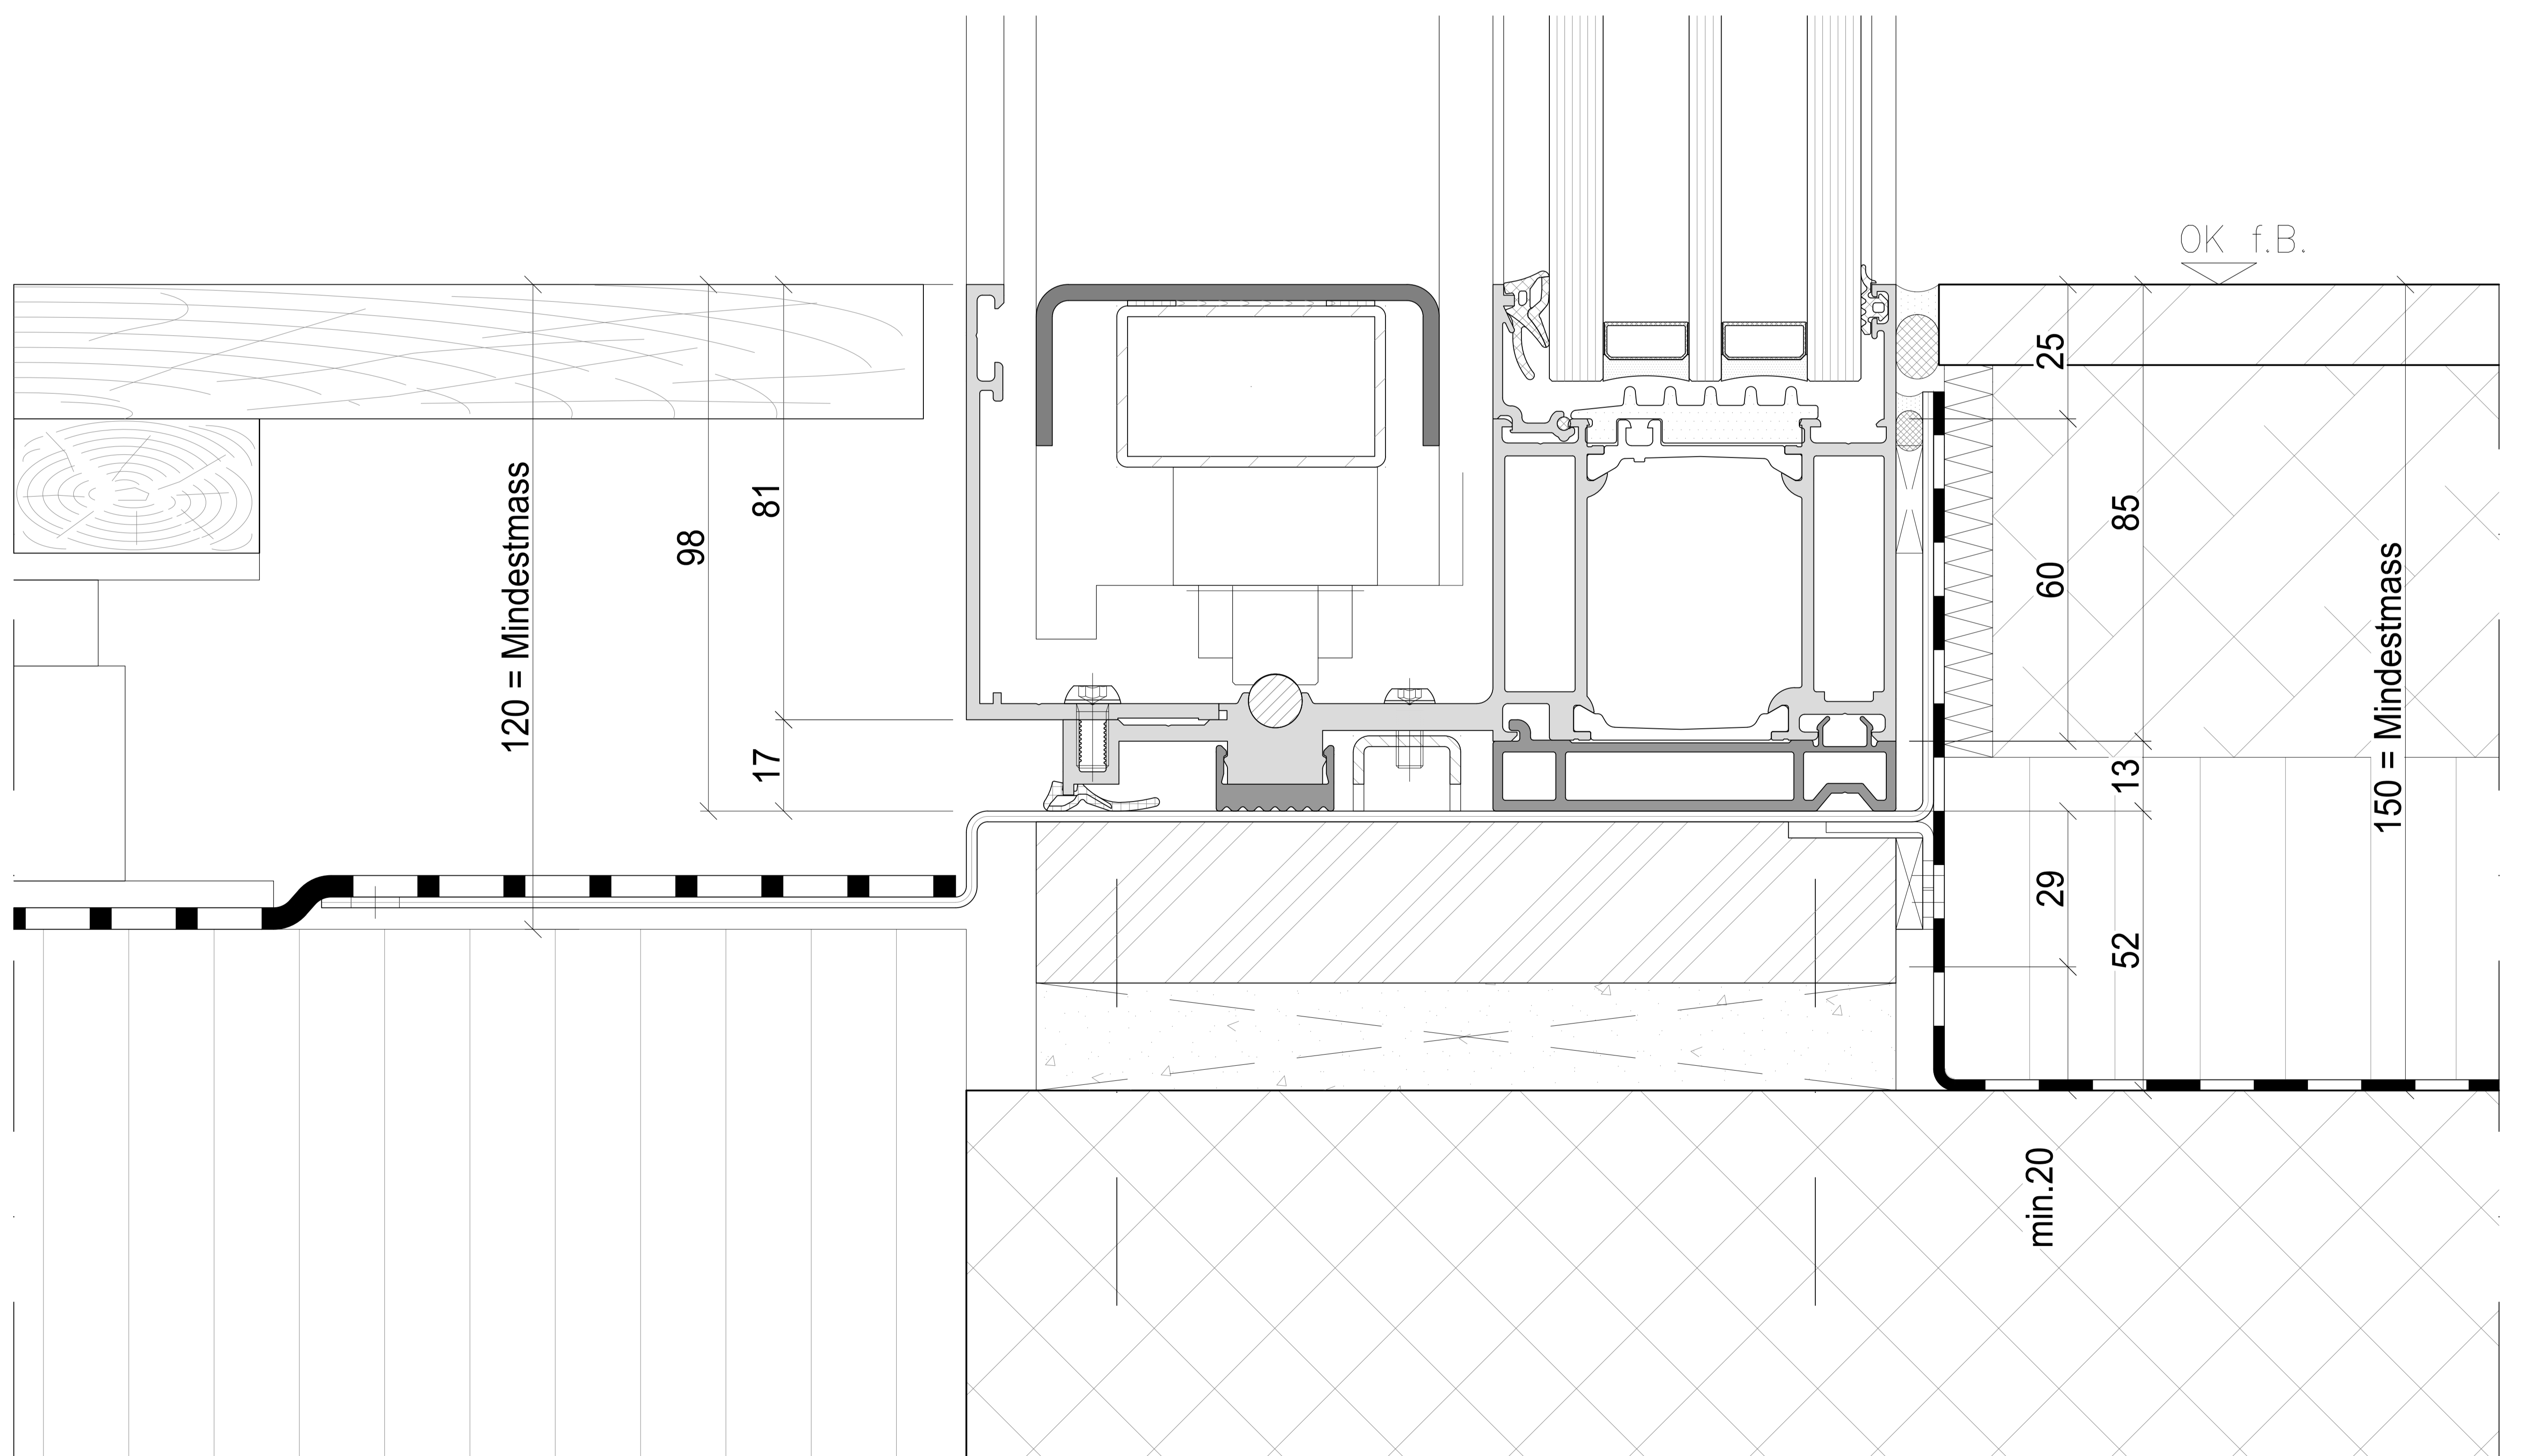 OK f.B.
120 = Mindestmass
98
81
17
25
60
85
13
29
52
150 = Mindestmass
min.20